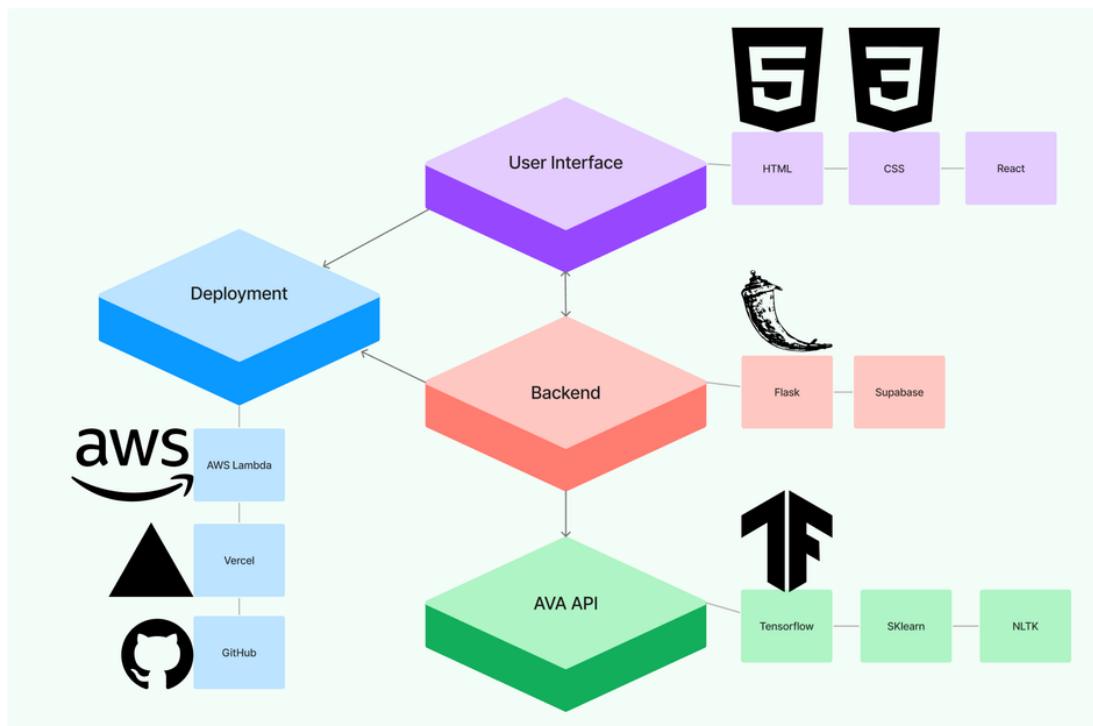 User Interface
HTML
CSS
React
Deployment
Backend
Flask
Supabase
aws
AWS Lambda
Vercel
GitHub
AVA API
Tensorflow
SKlearn
NLTK